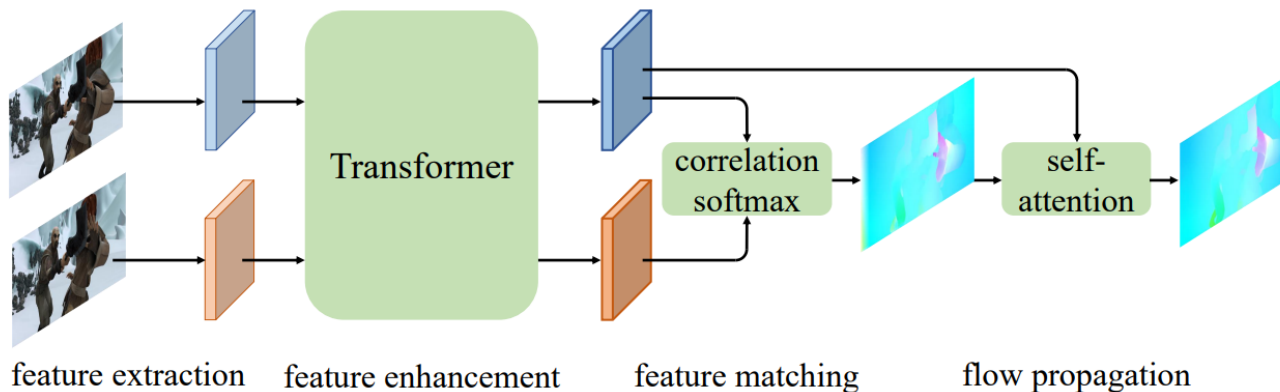 Transformer
correlation
softmax
self-
attention
feature extraction
feature enhancement
feature matching
flow propagation